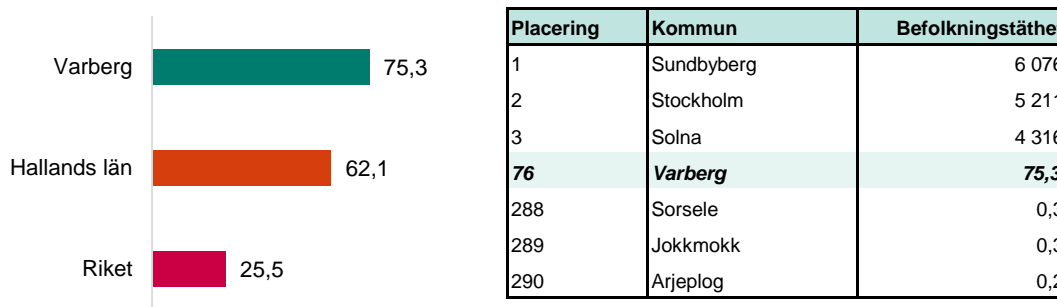 Varberg 75,3
Hallands län 62,1
Riket 25,5
Placering Kommun Befolkningstäthet
1 Sundbyberg 6 076
2 Stockholm 5 211
3 Solna 4 316
76 Varberg 75,3
288 Sorsele 0,3
289 Jokkmokk 0,3
290 Arjeplog 0,2